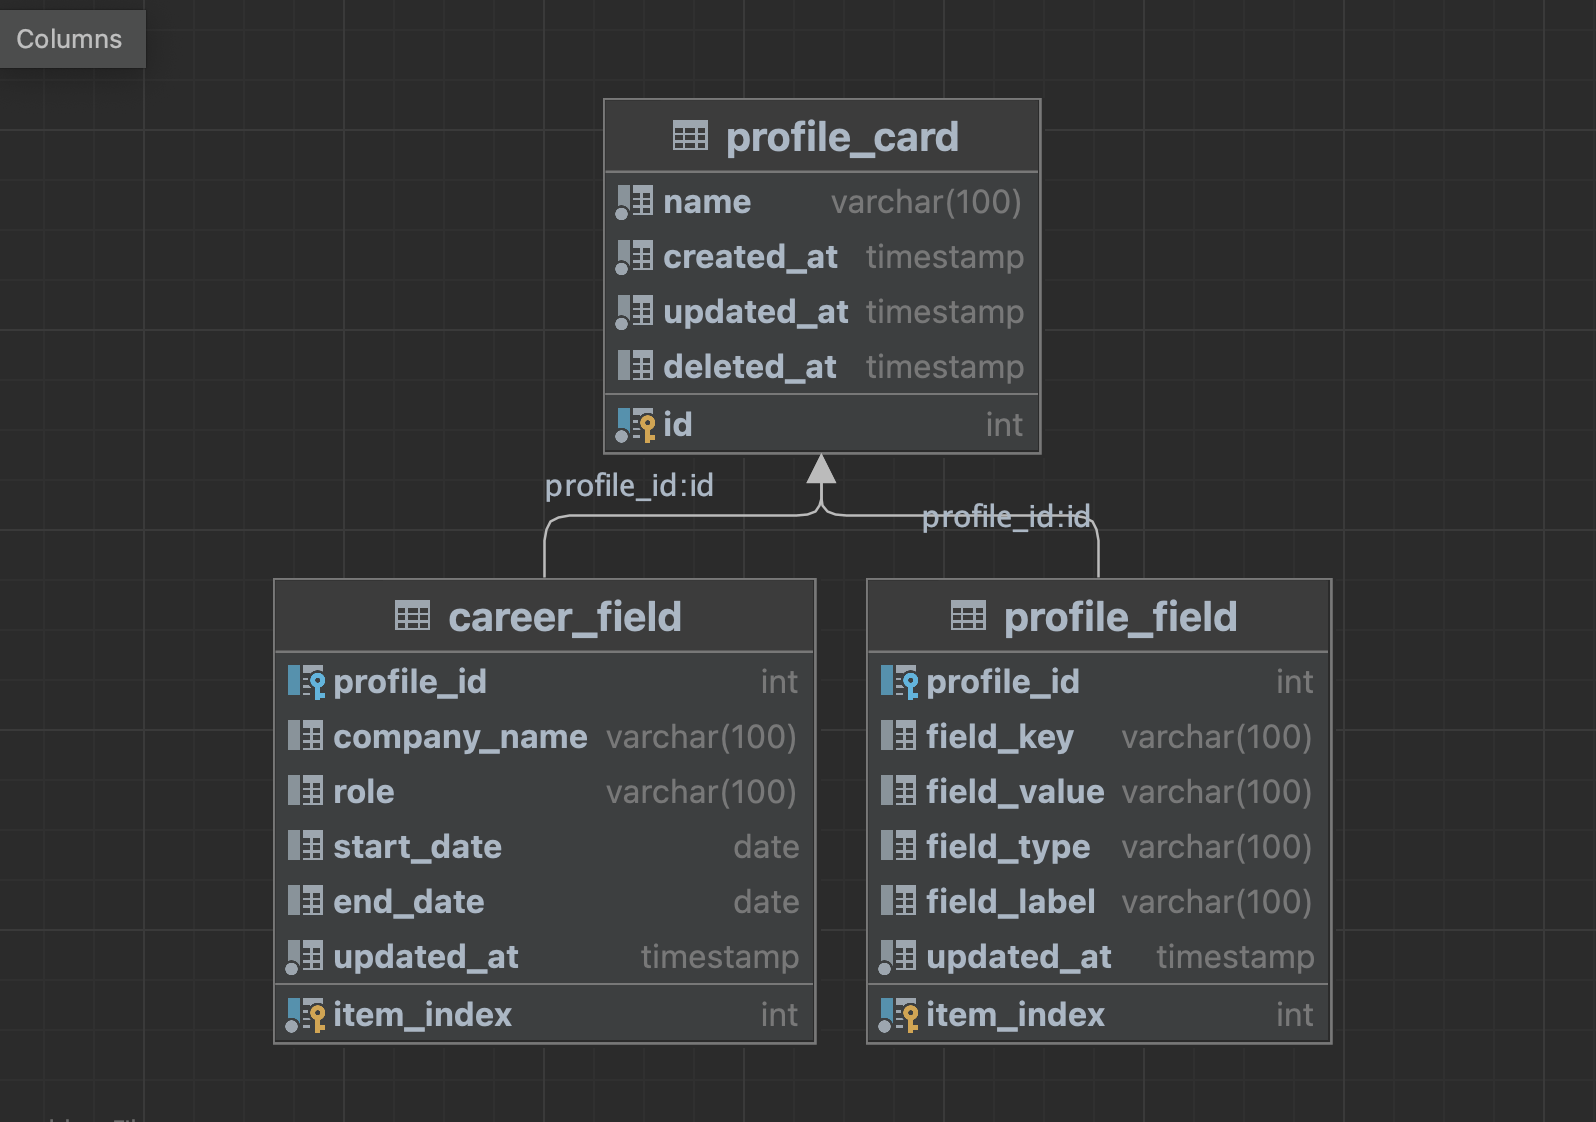 Columns
profile_card
name varchar(100)
created_at timestamp
updated_at timestamp
deleted_at timestamp
id int
profile_id:id
profile_id:id
career_field
profile_id int
company_name varchar(100)
role varchar(100)
start_date date
end_date date
updated_at timestamp
item_index int
profile_field
profile_id int
field_key varchar(100)
field_value varchar(100)
field_type varchar(100)
field_label varchar(100)
updated_at timestamp
item_index int